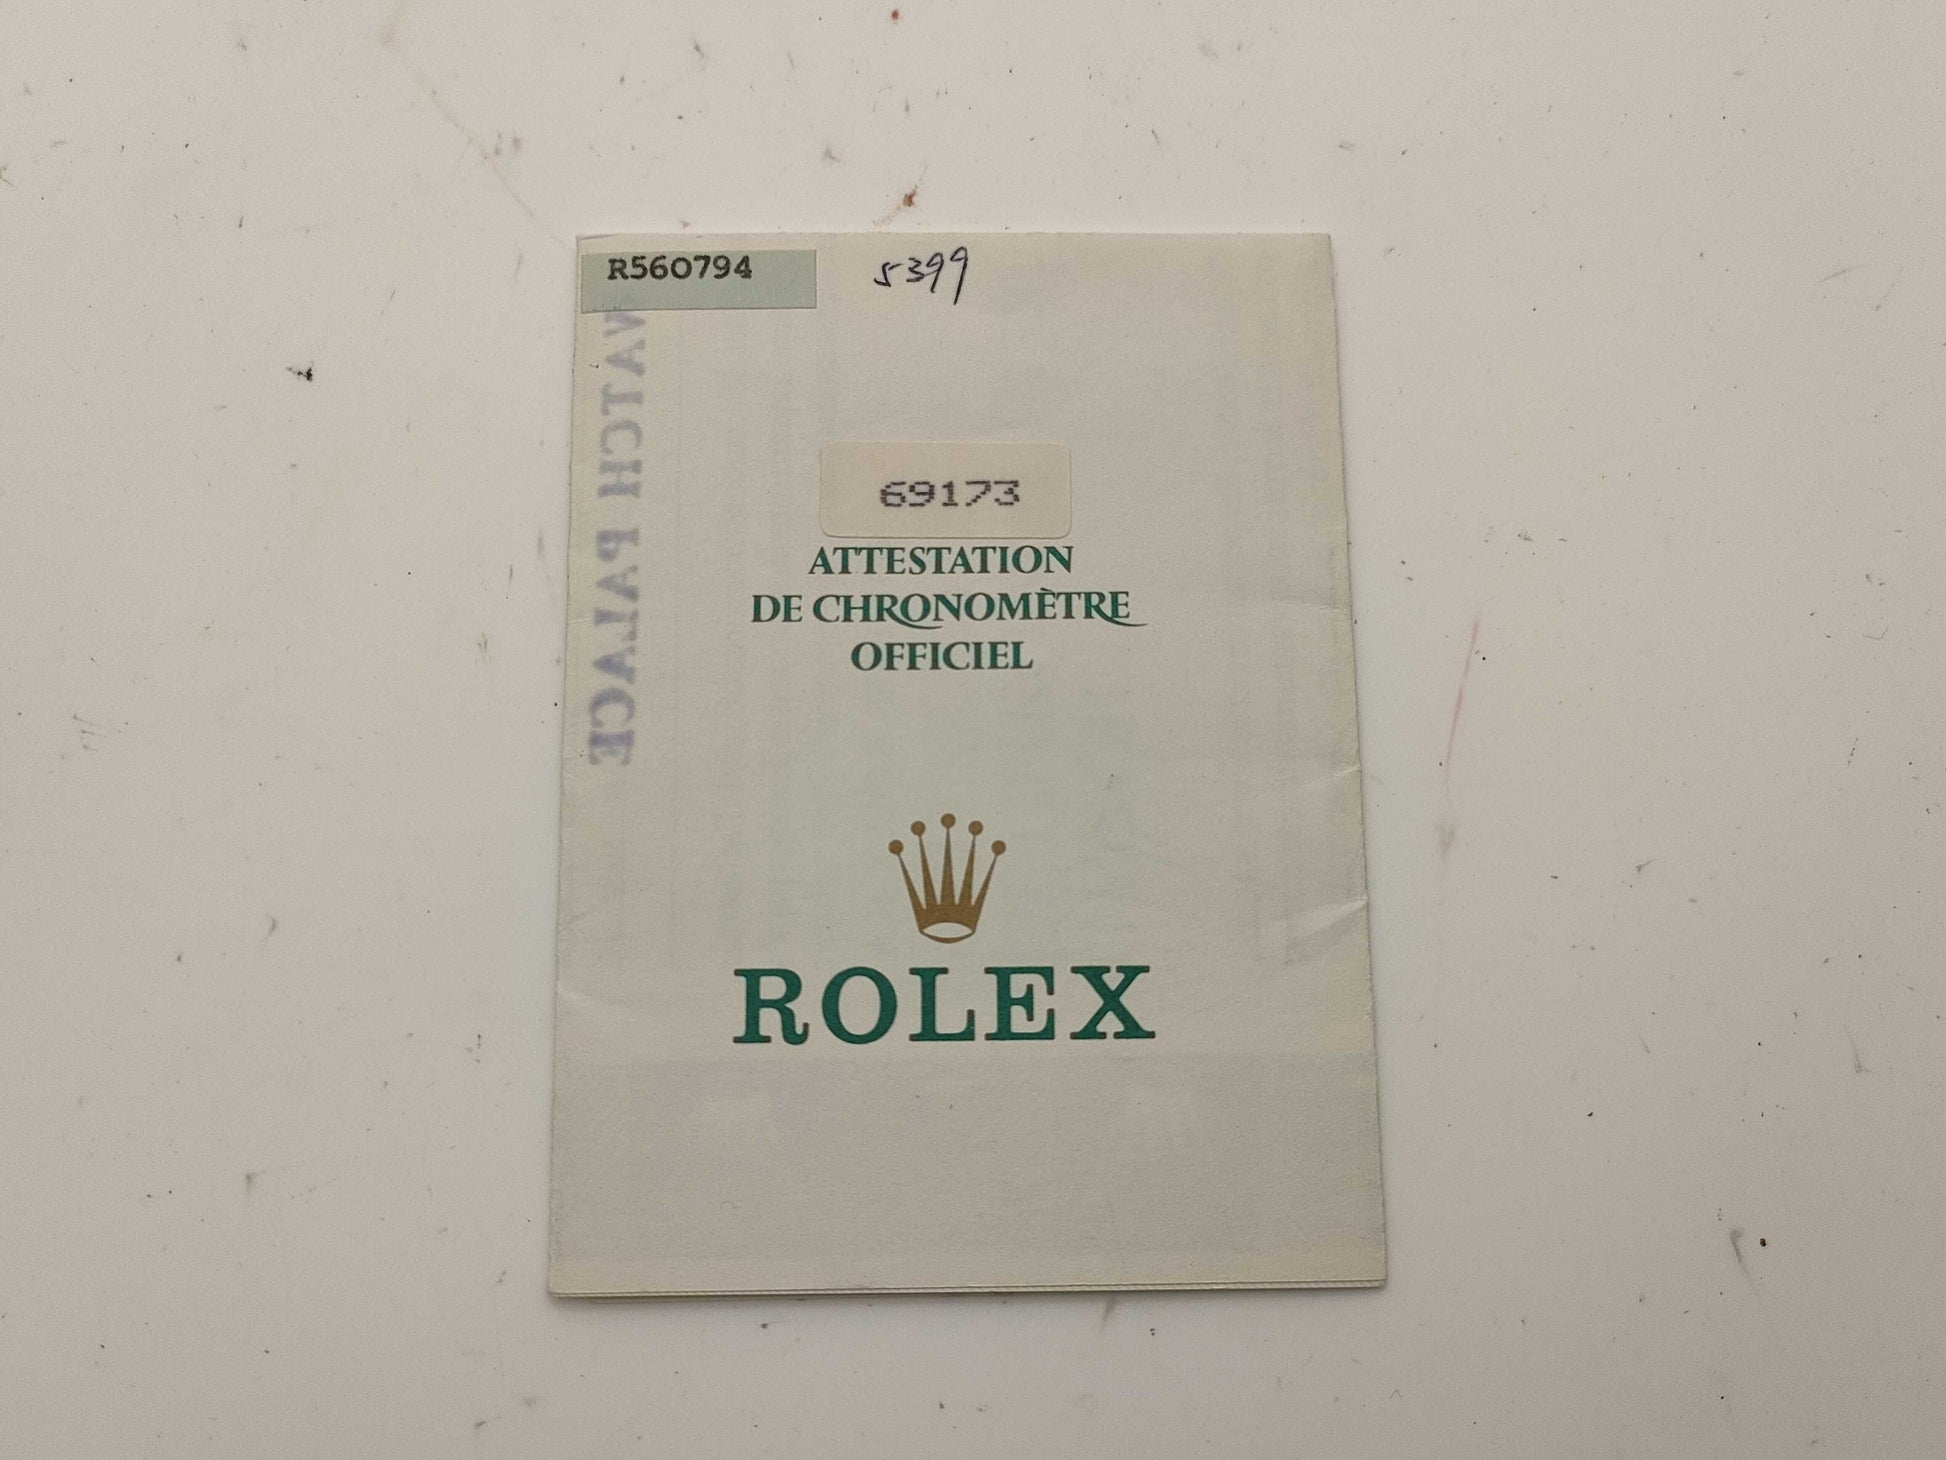 R560794
5399
WATCH PALACE
69173
ATTESTATION
DE CHRONOMÈTRE
OFFICIEL
ROLEX